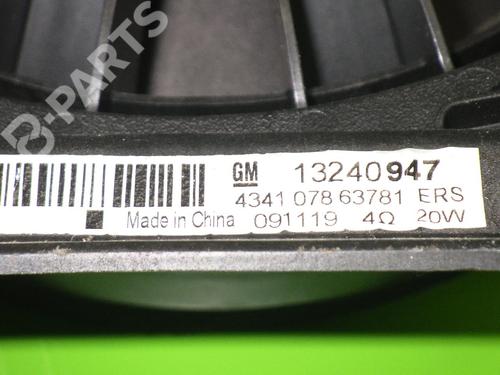 B-PARTS
GM 13240947
4341 078 63781 ERS
Made in China 091119 4Ω 20W